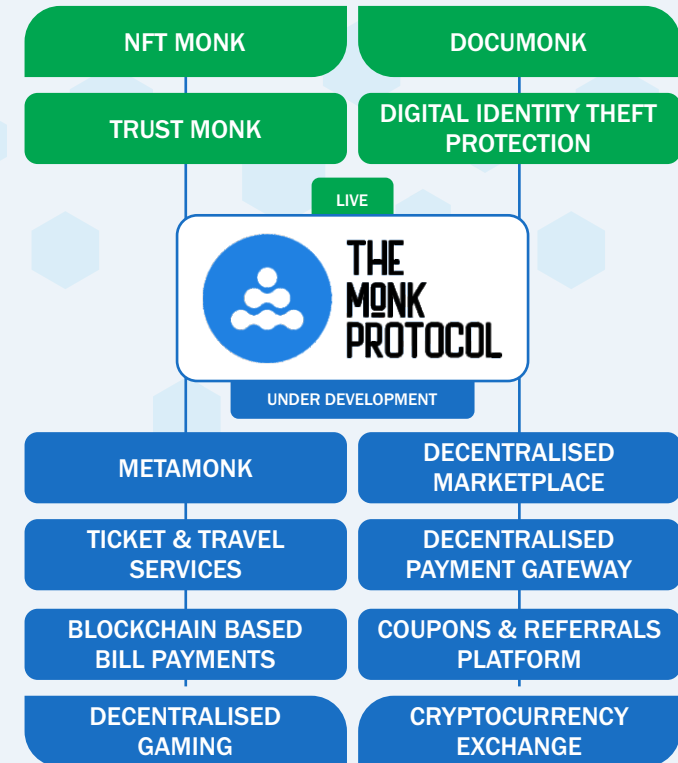 NFT MONK
DOCUMONK
TRUST MONK
DIGITAL IDENTITY THEFT
PROTECTION
LIVE
THE
MONK
PROTOCOL
UNDER DEVELOPMENT
METAMONK
DECENTRALISED
MARKETPLACE
TICKET & TRAVEL
SERVICES
DECENTRALISED
PAYMENT GATEWAY
BLOCKCHAIN BASED
BILL PAYMENTS
COUPONS & REFERRALS
PLATFORM
DECENTRALISED
GAMING
CRYPTOCURRENCY
EXCHANGE